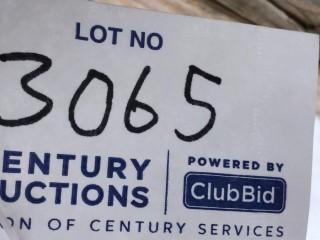 LOT NO
3065
ENTURY
UCTIONS
POWERED BY
ClubBid
ON OF CENTURY SERVICES